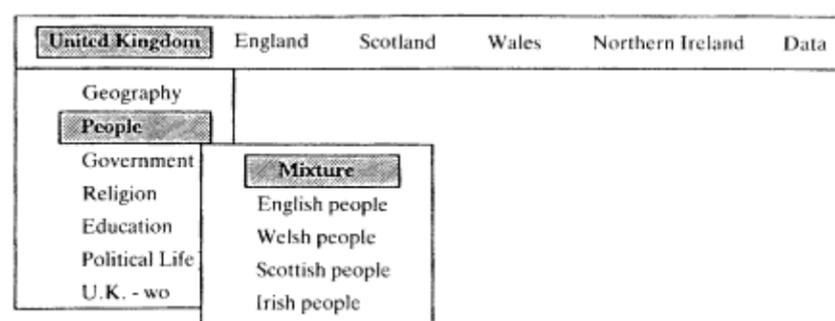 United Kingdom England Scotland Wales Northern Ireland Data
Geography
People
Government
Religion
Education
Political Life
U.K. - wo
Mixture
English people
Welsh people
Scottish people
Irish people